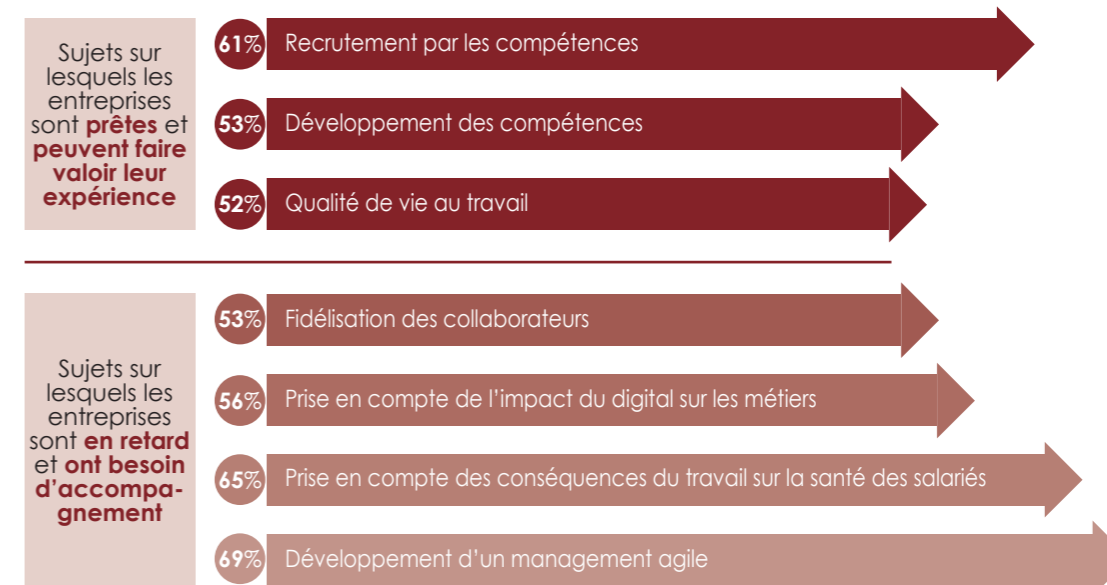 Sujets sur
lesquels les
entreprises
sont prêtes et
peuvent faire
valoir leur
expérience
61% Recrutement par les compétences
53% Développement des compétences
52% Qualité de vie au travail
Sujets sur
lesquels les
entreprises
sont en retard
et ont besoin
d'accompa-
gnement
53% Fidélisation des collaborateurs
56% Prise en compte de l'impact du digital sur les métiers
65% Prise en compte des conséquences du travail sur la santé des salariés
69% Développement d'un management agile